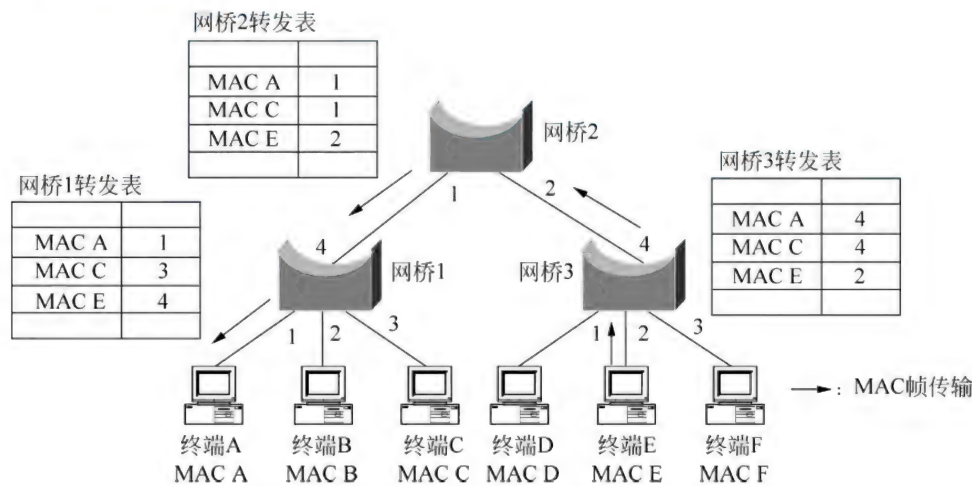 网桥2转发表
MAC A 1
MAC C 1
MAC E 2
网桥2
网桥3转发表
MAC A 4
MAC C 4
MAC E 2
网桥1转发表
MAC A 1
MAC C 3
MAC E 4
1 2
4 网桥1
网桥3 4
1 2 3
1 2 3
：MAC帧传输
终端A 终端B 终端C 终端D 终端E 终端F
MAC A MAC B MAC C MAC D MAC E MAC F